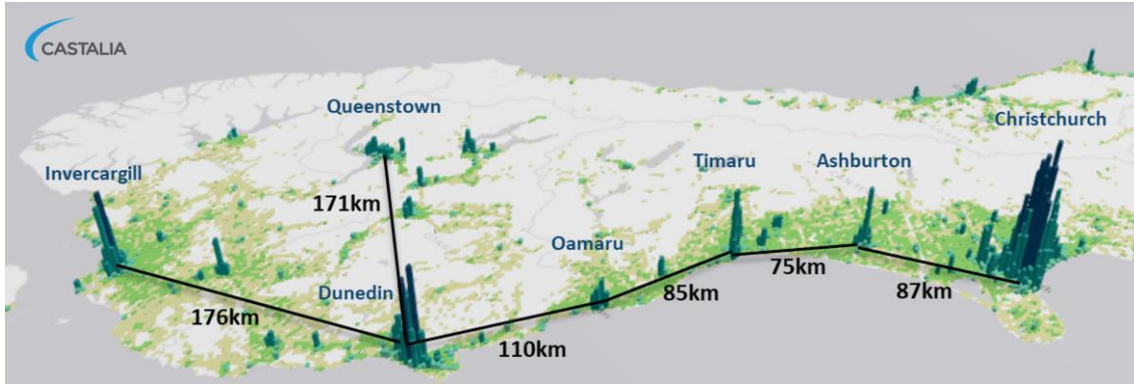 CASTALIA
Queenstown
Christchurch
Invercargill
Timaru
Ashburton
171km
Oamaru
Dunedin
75km
85km
87km
176km
110km